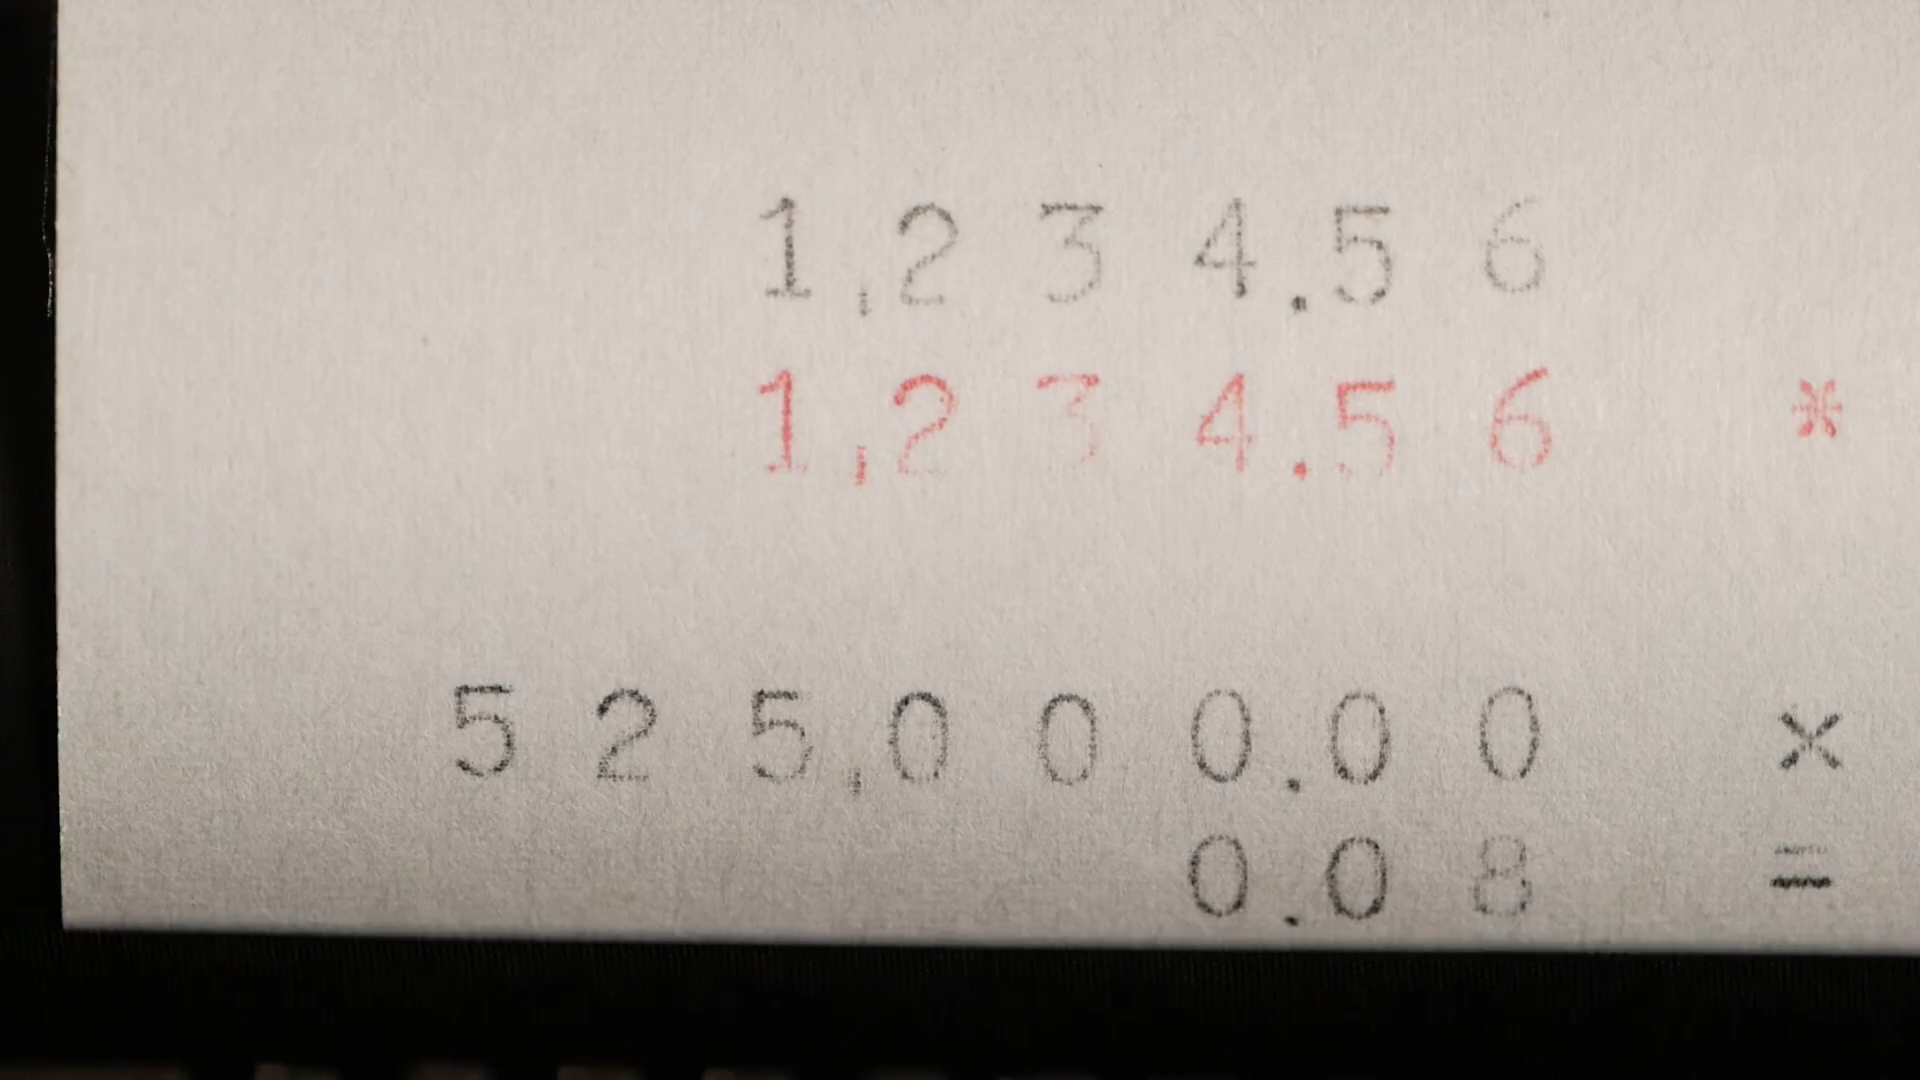 1,234.56
1,234.56 *
525,000.00 ×
0.08 =